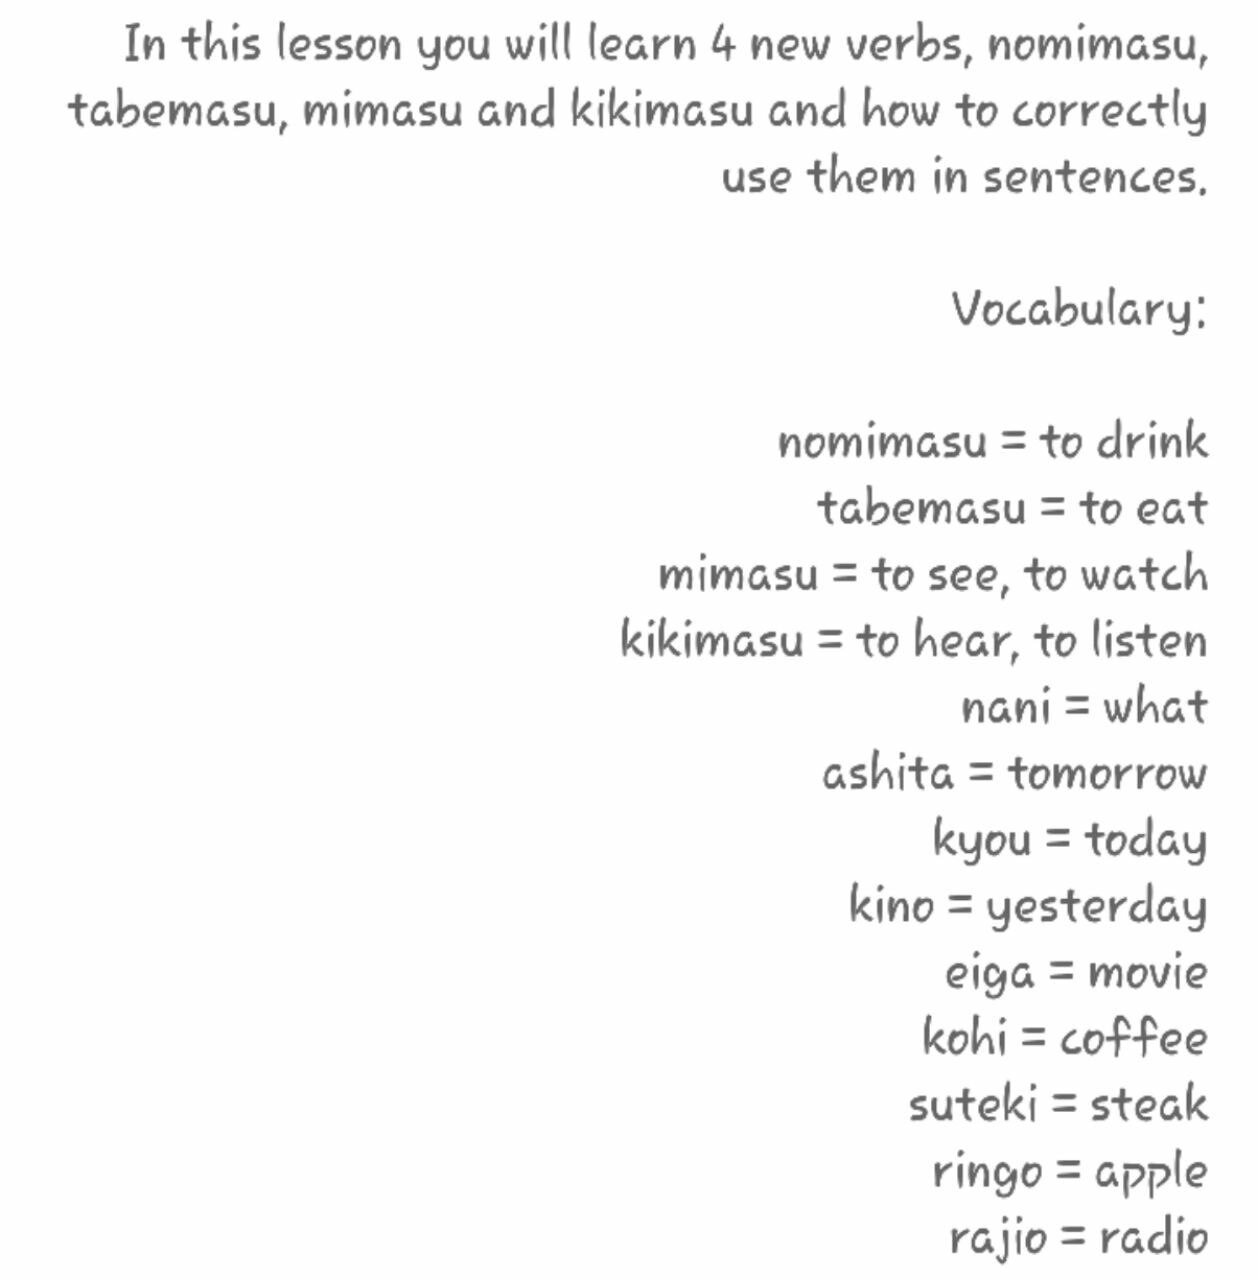 In this lesson you will learn 4 new verbs, nomimasu,
tabemasu, mimasu and kikimasu and how to correctly
use them in sentences.
Vocabulary:
nomimasu = to drink
tabemasu = to eat
mimasu = to see, to watch
kikimasu = to hear, to listen
nani = what
ashita = tomorrow
kyou = today
kino = yesterday
eiga = movie
kohi = coffee
suteki = steak
ringo = apple
rajio = radio